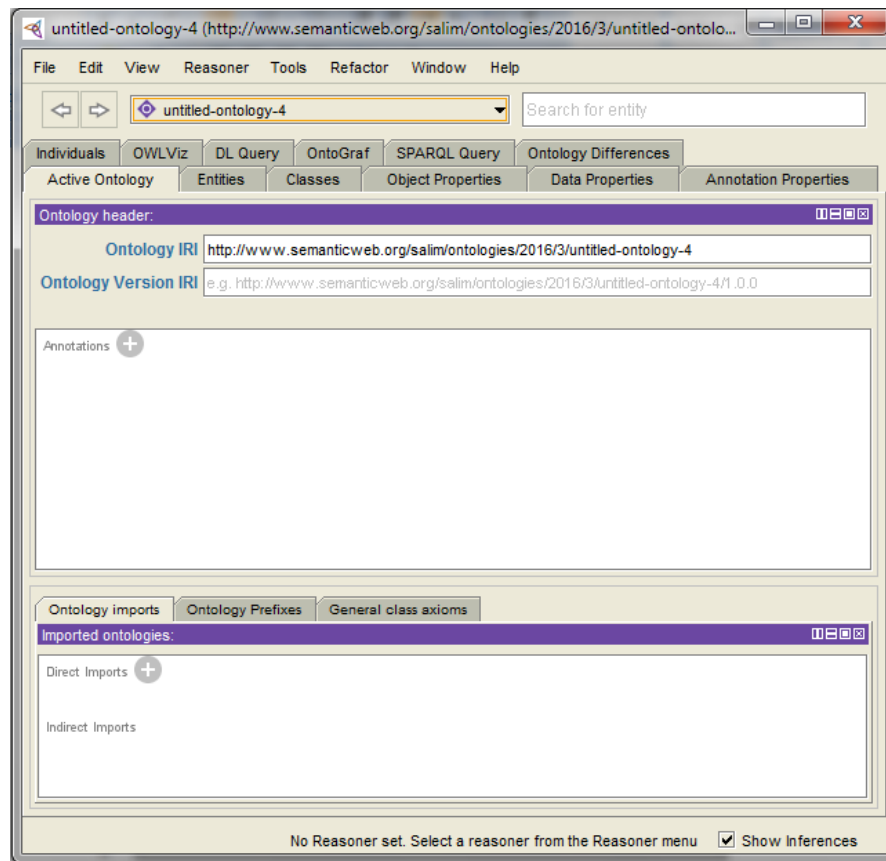 untitled-ontology-4 (http://www.semanticweb.org/salim/ontologies/2016/3/untitled-ontolo...
File Edit View Reasoner Tools Refactor Window Help
untitled-ontology-4 Search for entity
Individuals OWLViz DL Query OntoGraf SPARQL Query Ontology Differences
Active Ontology Entities Classes Object Properties Data Properties Annotation Properties
Ontology header:
Ontology IRI http://www.semanticweb.org/salim/ontologies/2016/3/untitled-ontology-4
Ontology Version IRI e.g. http://www.semanticweb.org/salim/ontologies/2016/3/untitled-ontology-4/1.0.0
Annotations
Ontology imports Ontology Prefixes General class axioms
Imported ontologies:
Direct Imports
Indirect Imports
No Reasoner set. Select a reasoner from the Reasoner menu Show Inferences